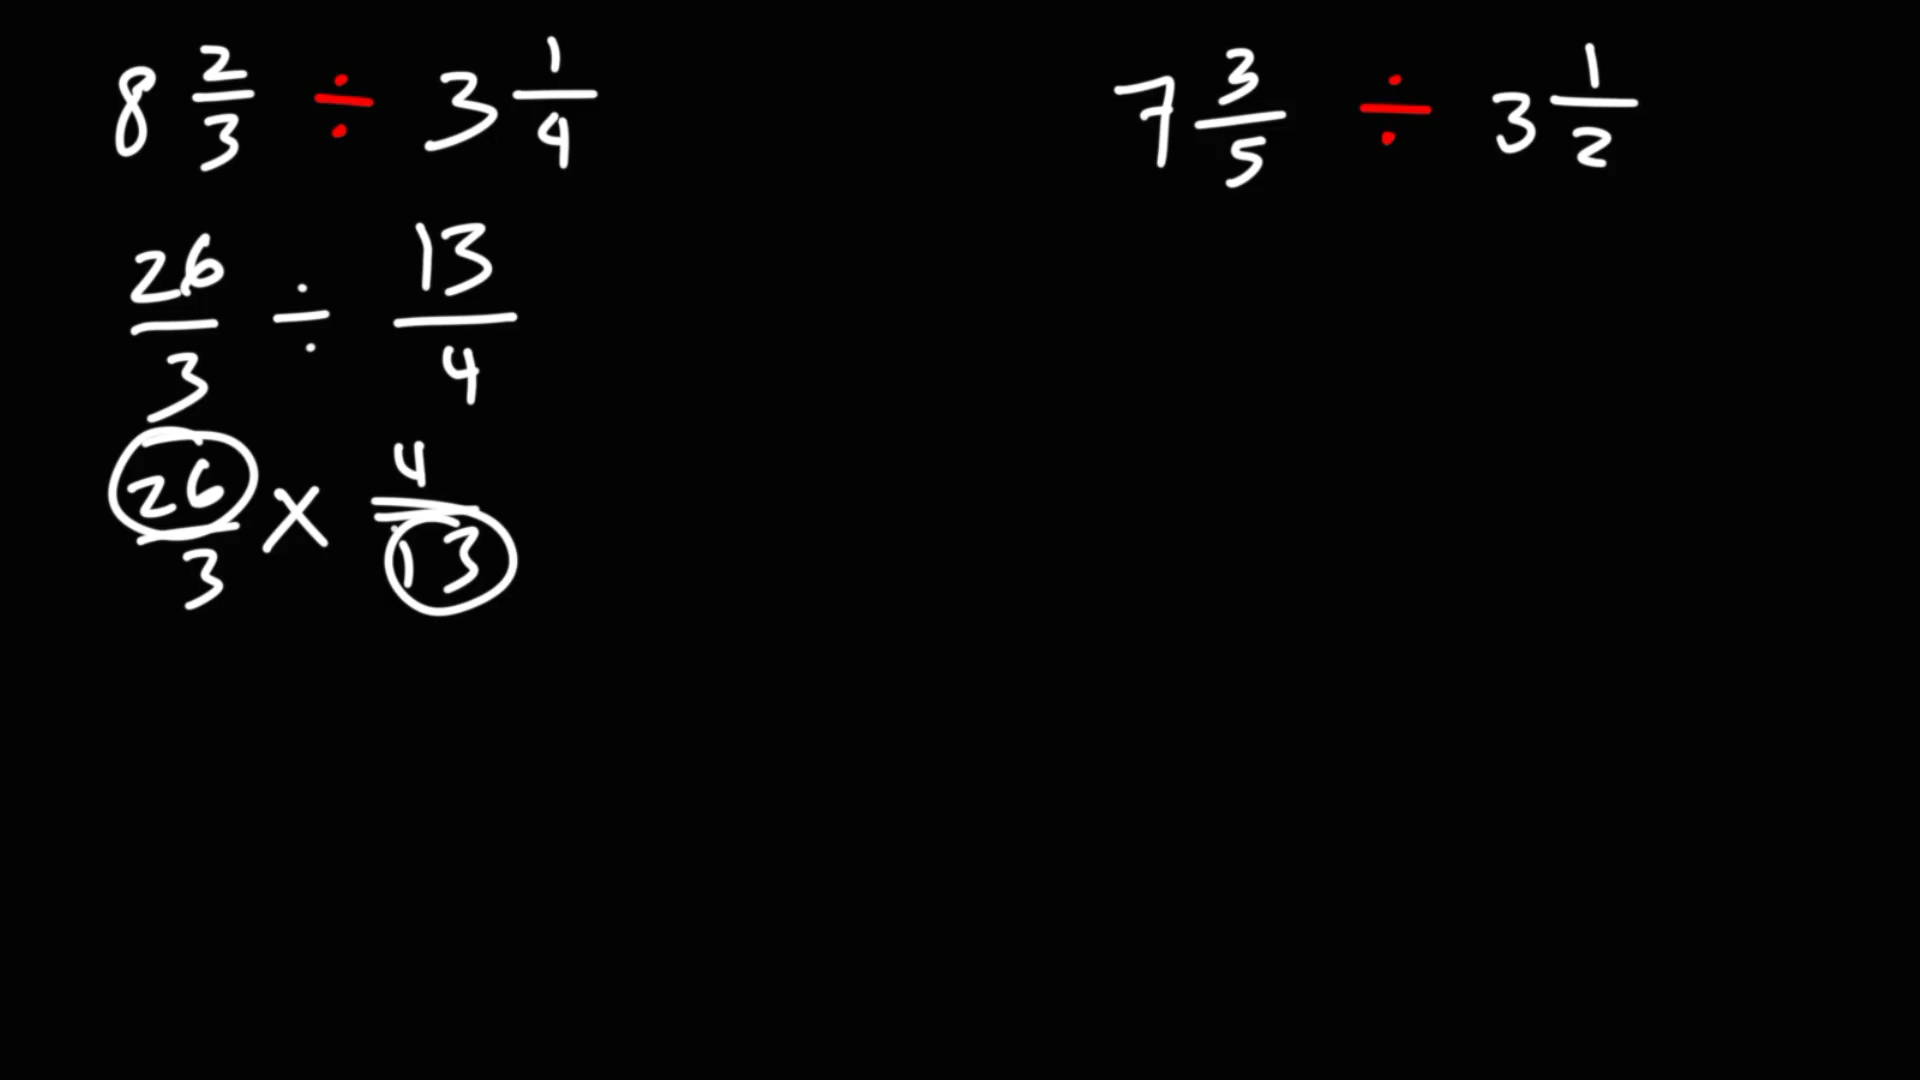 8 2/3 ÷ 3 1/4
26/3 ÷ 13/4
26/3 × 4/13
7 3/5 ÷ 3 1/2